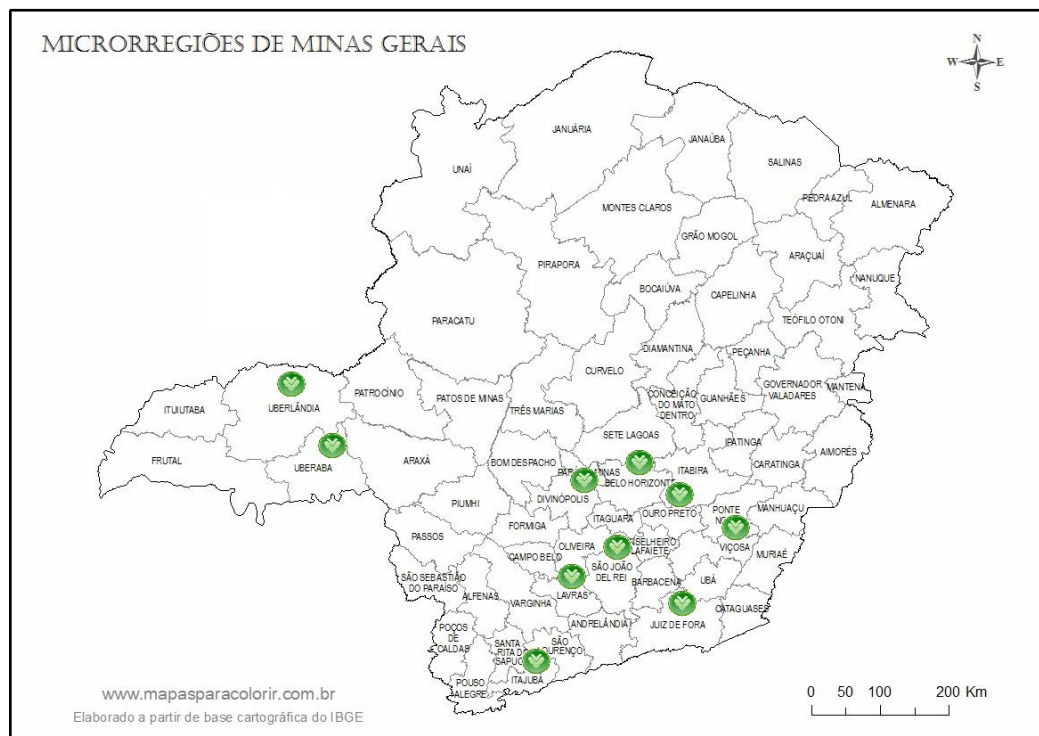 MICRORREGIÕES DE MINAS GERAIS
N
W E
S
JANUÁRIA
JANAÚBA
SALINAS
UNAÍ
PEDRA AZUL
ALMENARA
MONTES CLAROS
GRÃO MOGOL
ARAÇUAÍ
PIRAPORA
NANUQUE
BOCAIÚVA
CAPELINHA
PARACATU
TEÓFILO OTONI
DIAMANTINA
PEÇANHA
CURVELO
GOVERNADOR
VALADARES
MANTENA
PATROCÍNIO
PATOS DE MINAS
CONCEIÇÃO
DO MATO
DENTRO
GUANHÃES
UBERLÂNDIA
ITUIUTABA
TRÊS MARIAS
SETE LAGOAS
IPATINGA
AIMORÉS
FRUTAL
UBERABA
ARAXÁ
BOM DESPACHO
ITABIRA
CARATINGA
BELO HORIZONTE
DIVINÓPOLIS
PIUMHI
OURO PRETO
PONTE
MANHUAÇU
ITAGUARA
FORMIGA
PASSOS
OLIVEIRA
LAFAIETE
VIÇOSA
MURIAÉ
CAMPO BELO
SÃO JOÃO
DEL REI
SÃO SEBASTIÃO
DO PARAÍSO
BARBACENA
UBÁ
ALFENAS
LAVRAS
VARGINHA
CATAGUASES
ANDRELÂNDIA
JUIZ DE FORA
POÇOS
DE
CALDAS
SANTA
RITA DO
SÃO
ITAJUBÁ
POUSO
ALEGRE
www.mapasparacolorir.com.br
Elaborado a partir de base cartográfica do IBGE
0 50 100 200 Km